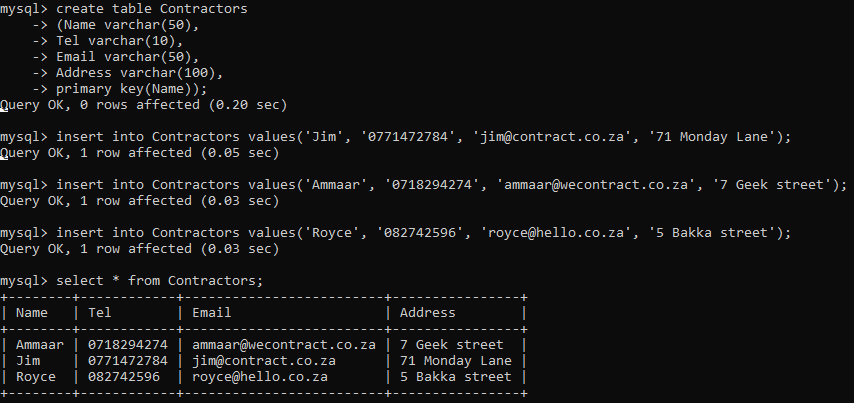 mysql> create table Contractors
    -> (Name varchar(50),
    -> Tel varchar(10),
    -> Email varchar(50),
    -> Address varchar(100),
    -> primary key(Name));
Query OK, 0 rows affected (0.20 sec)
mysql> insert into Contractors values('Jim', '0771472784', 'jim@contract.co.za', '71 Monday Lane');
Query OK, 1 row affected (0.05 sec)
mysql> insert into Contractors values('Ammaar', '0718294274', 'ammaar@wecontract.co.za', '7 Geek street');
Query OK, 1 row affected (0.03 sec)
mysql> insert into Contractors values('Royce', '082742596', 'royce@hello.co.za', '5 Bakka street');
Query OK, 1 row affected (0.03 sec)
mysql> select * from Contractors;
+--------+------------+-------------------------+----------------+
| Name   | Tel        | Email                   | Address        |
+--------+------------+-------------------------+----------------+
| Ammaar | 0718294274 | ammaar@wecontract.co.za | 7 Geek street  |
| Jim    | 0771472784 | jim@contract.co.za      | 71 Monday Lane |
| Royce  | 082742596  | royce@hello.co.za       | 5 Bakka street |
+--------+------------+-------------------------+----------------+